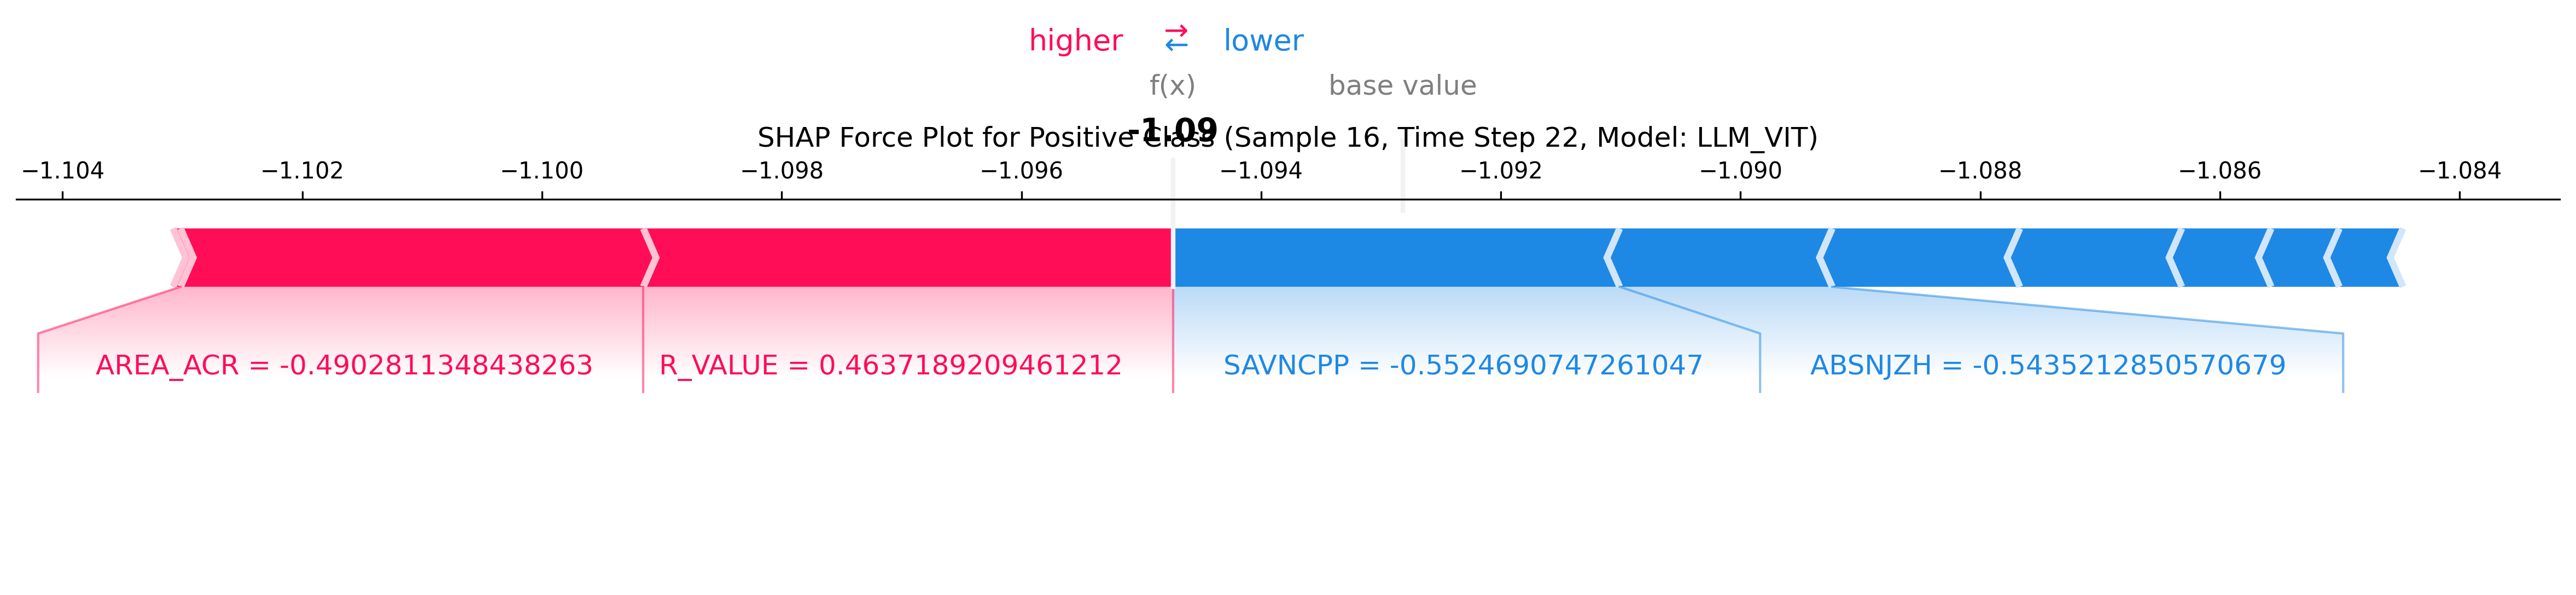 higher ⇄ lower
f(x) base value
-1.09
SHAP Force Plot for Positive Class (Sample 16, Time Step 22, Model: LLM_VIT)
−1.104 −1.102 −1.100 −1.098 −1.096 −1.094 −1.092 −1.090 −1.088 −1.086 −1.084
AREA_ACR = -0.4902811348438263 R_VALUE = 0.4637189209461212 SAVNCPP = -0.5524690747261047 ABSNJZH = -0.5435212850570679